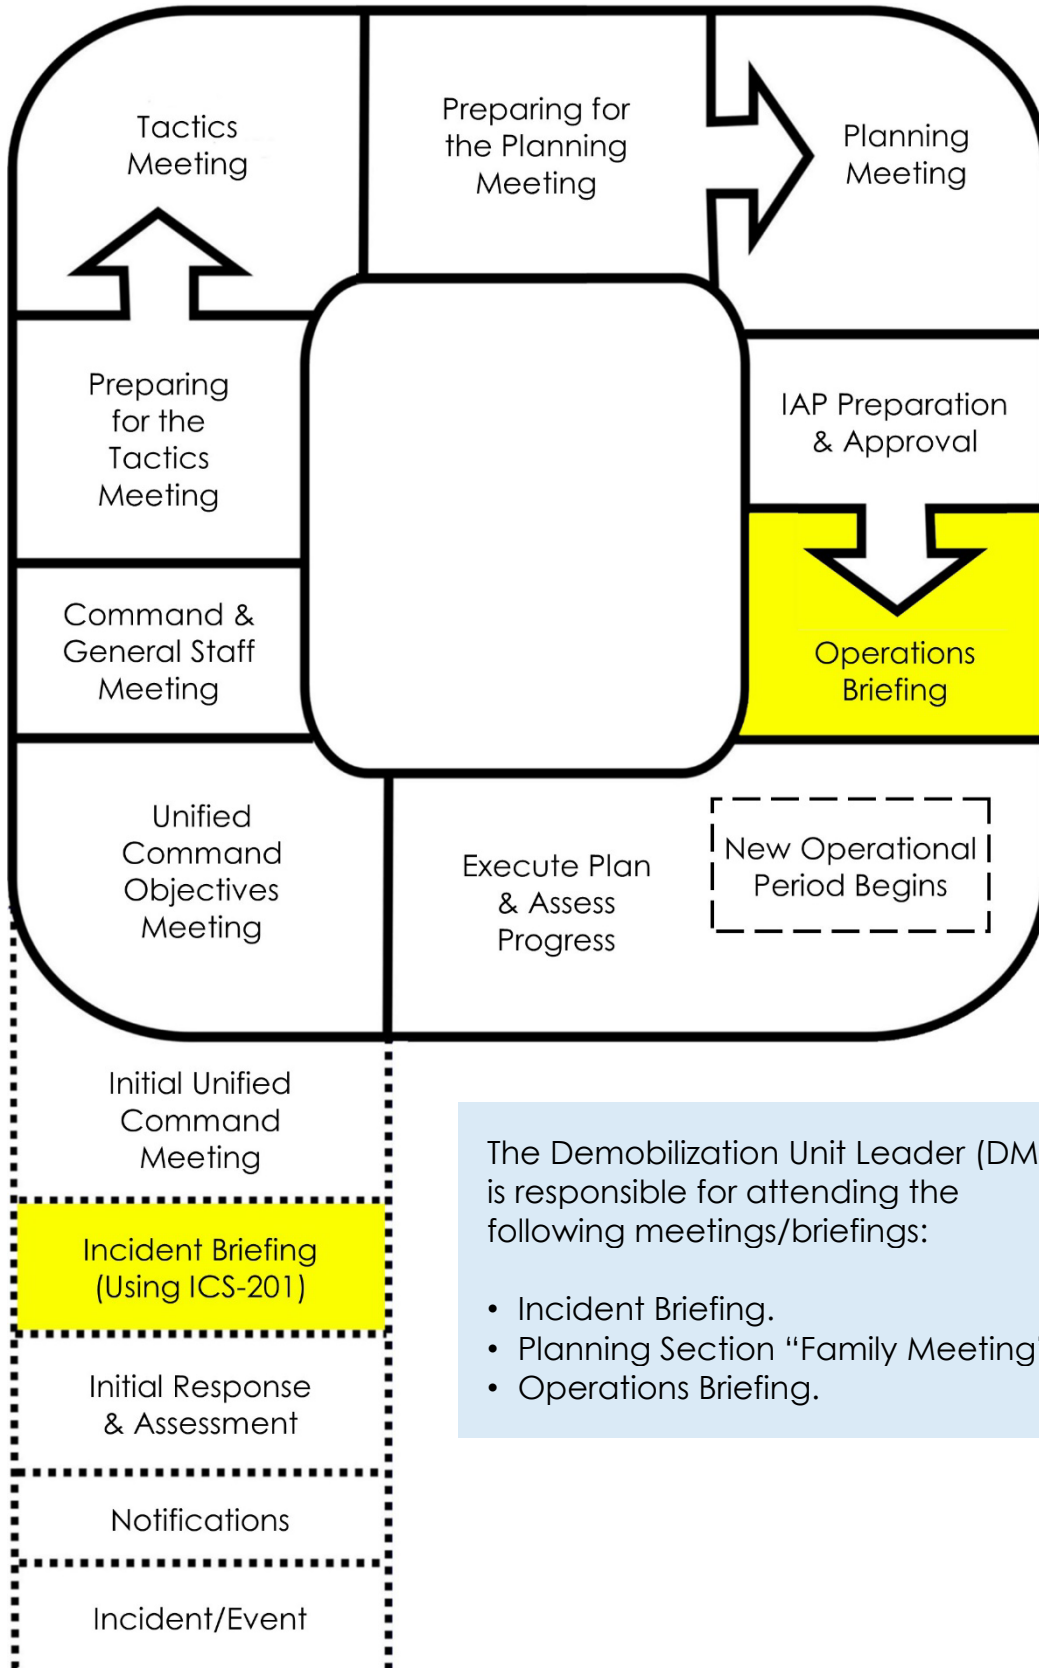 Tactics
Meeting
Preparing for
the Planning
Meeting
Planning
Meeting
Preparing
for the
Tactics
Meeting
IAP Preparation
& Approval
Command &
General Staff
Meeting
Operations
Briefing
Unified
Command
Objectives
Meeting
Execute Plan
& Assess
Progress
New Operational
Period Begins
Initial Unified
Command
Meeting
Incident Briefing
(Using ICS-201)
Initial Response
& Assessment
Notifications
Incident/Event
The Demobilization Unit Leader (DM
is responsible for attending the
following meetings/briefings:
• Incident Briefing.
• Planning Section “Family Meeting”
• Operations Briefing.